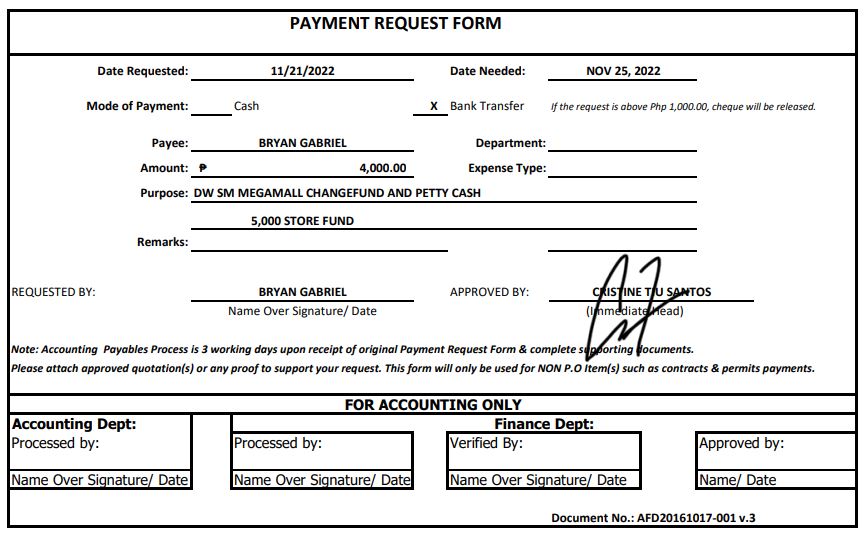 PAYMENT REQUEST FORM
Date Requested: 11/21/2022 Date Needed: NOV 25, 2022
Mode of Payment: Cash X Bank Transfer If the request is above Php 1,000.00, cheque will be released.
Payee: BRYAN GABRIEL Department:
Amount: ₱ 4,000.00 Expense Type:
Purpose: DW SM MEGAMALL CHANGEFUND AND PETTY CASH
5,000 STORE FUND
Remarks:
REQUESTED BY: BRYAN GABRIEL APPROVED BY: CRISTINE TIU SANTOS
Name Over Signature/ Date (Immediate Head)
Note: Accounting Payables Process is 3 working days upon receipt of original Payment Request Form & complete supporting documents.
Please attach approved quotation(s) or any proof to support your request. This form will only be used for NON P.O Item(s) such as contracts & permits payments.
FOR ACCOUNTING ONLY
Accounting Dept: Finance Dept:
Processed by: Processed by: Verified By: Approved by:
Name Over Signature/ Date Name Over Signature/ Date Name Over Signature/ Date Name/ Date
Document No.: AFD20161017-001 v.3